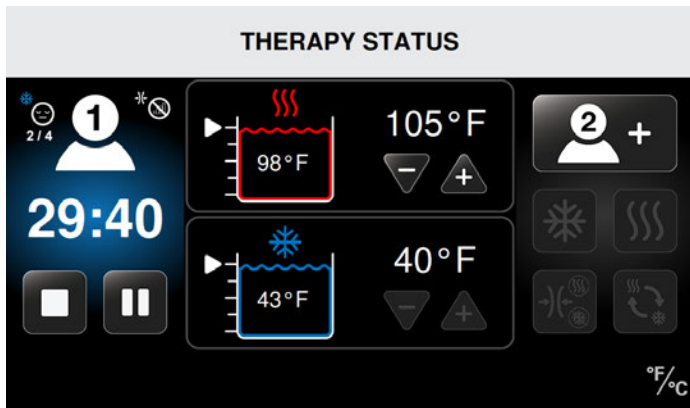 THERAPY STATUS
1
2/4
29:40
105°F
98°F
40°F
43°F
2
+
°F/°C